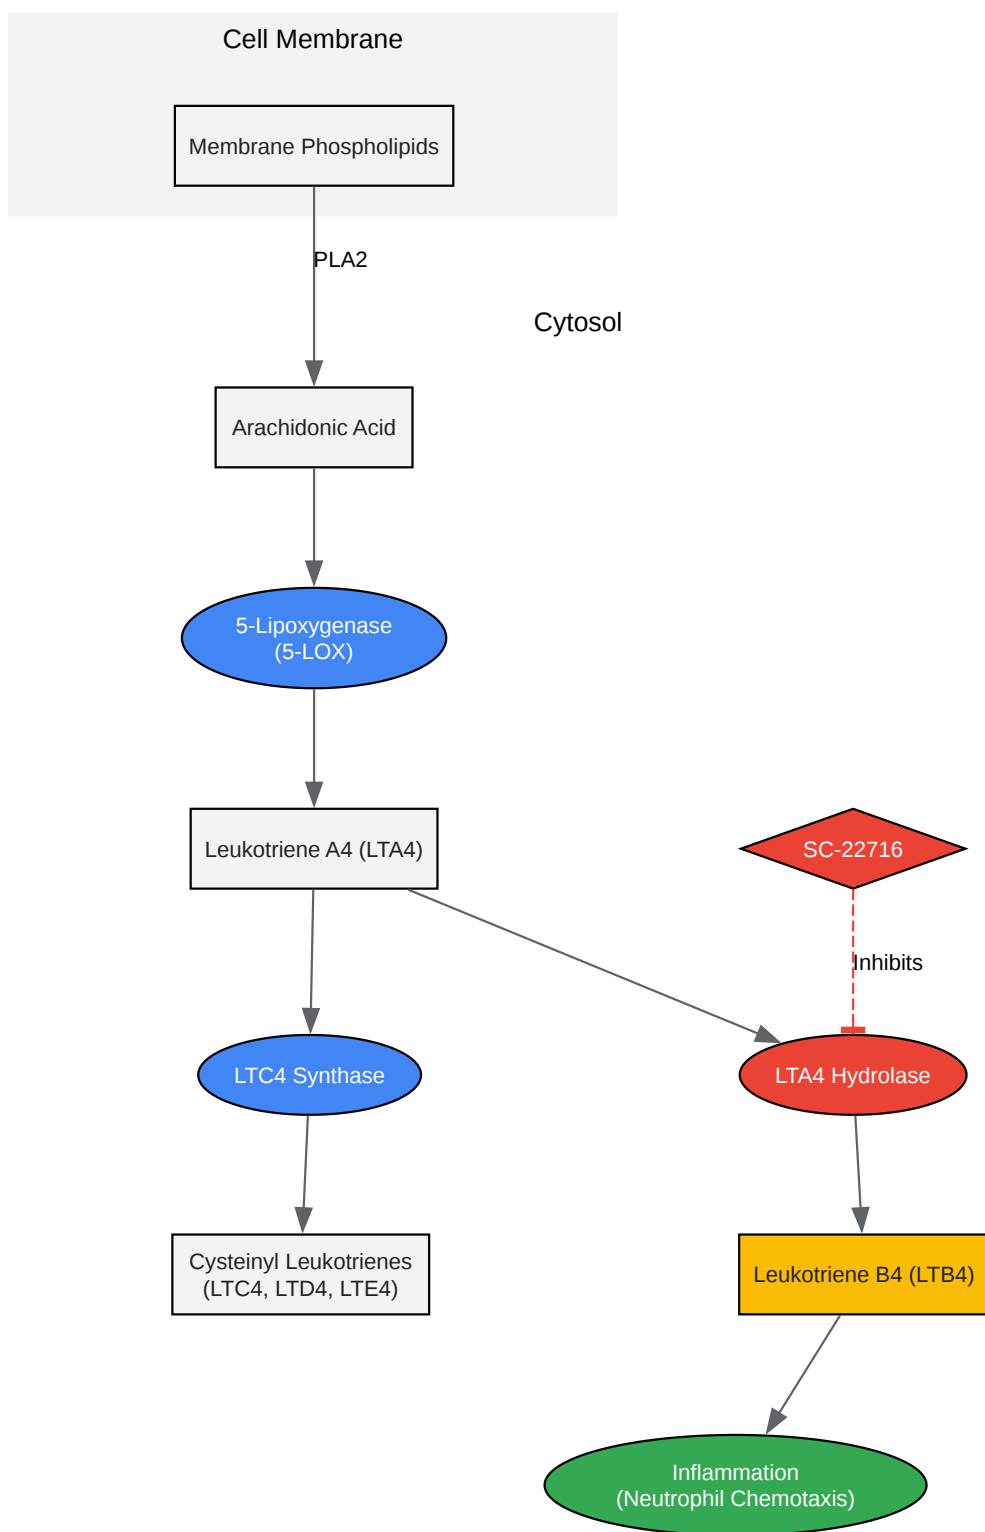 Cell Membrane
Membrane Phospholipids
PLA2
Cytosol
Arachidonic Acid
5-Lipoxygenase
(5-LOX)
Leukotriene A4 (LTA4)
SC-22716
Inhibits
LTC4 Synthase
LTA4 Hydrolase
Cysteinyl Leukotrienes
(LTC4, LTD4, LTE4)
Leukotriene B4 (LTB4)
Inflammation
(Neutrophil Chemotaxis)